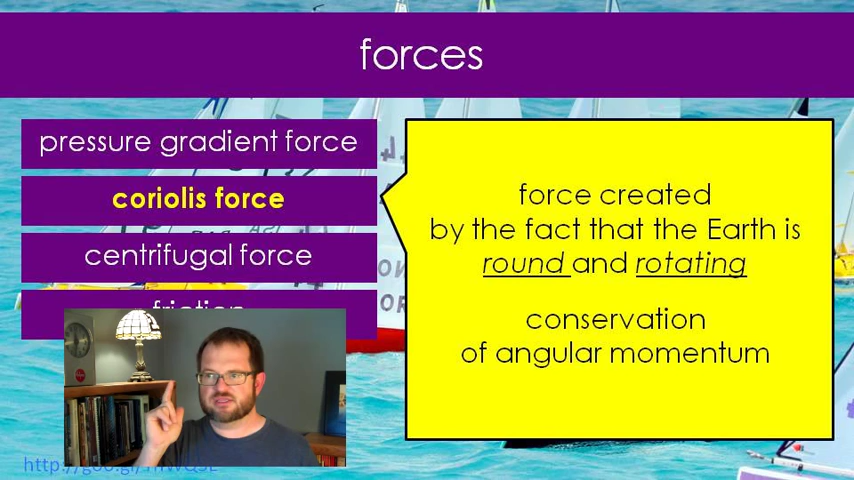 forces
pressure gradient force
coriolis force
centrifugal force
friction
force created
by the fact that the Earth is
round and rotating
conservation
of angular momentum